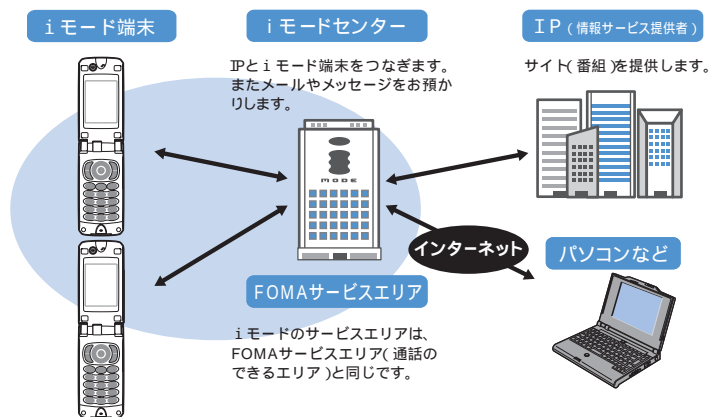 ｉモード端末
ｉモードセンター
ＩＰ(情報サービス提供者)
IPとｉモード端末をつなぎます。
またメールやメッセージをお預か
りします。
サイト(番組)を提供します。
MODE
インターネット
パソコンなど
FOMAサービスエリア
ｉモードのサービスエリアは、
FOMAサービスエリア(通話の
できるエリア)と同じです。